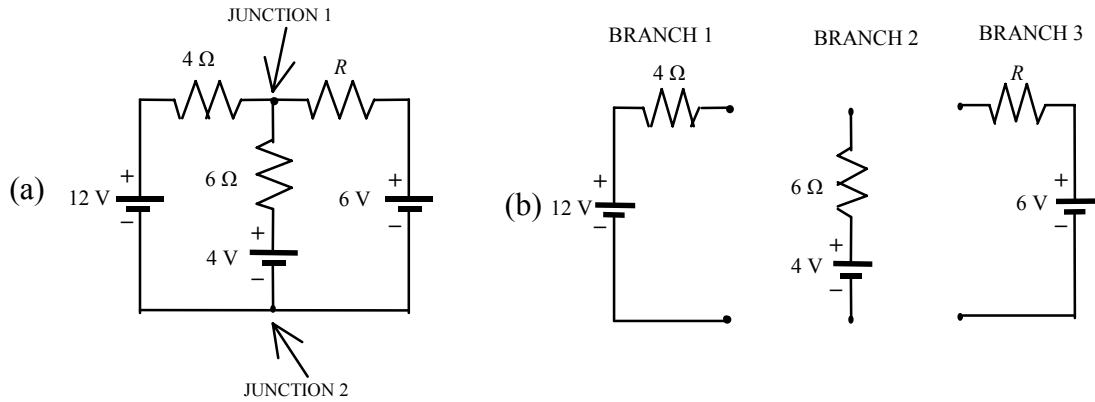 JUNCTION 1
4 Ω
R
(a)
12 V
+
−
6 Ω
+
4 V
−
+
6 V
−
JUNCTION 2
BRANCH 1
BRANCH 2
BRANCH 3
(b)
4 Ω
+
12 V
−
6 Ω
+
4 V
−
R
+
6 V
−